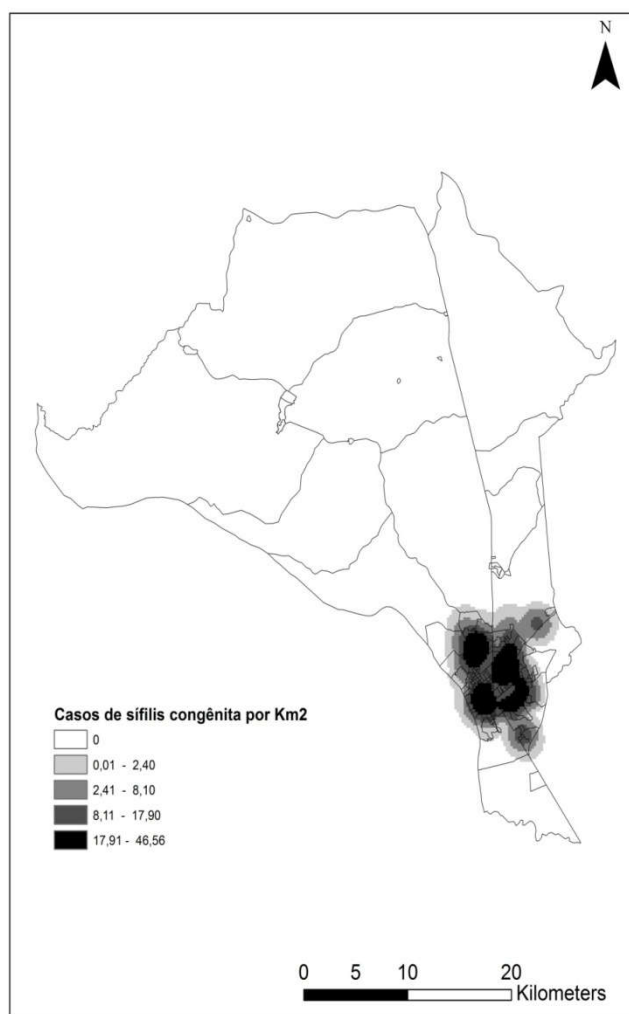 N
Casos de sífilis congênita por Km2
0
0,01 - 2,40
2,41 - 8,10
8,11 - 17,90
17,91 - 46,56
0 5 10 20
Kilometers